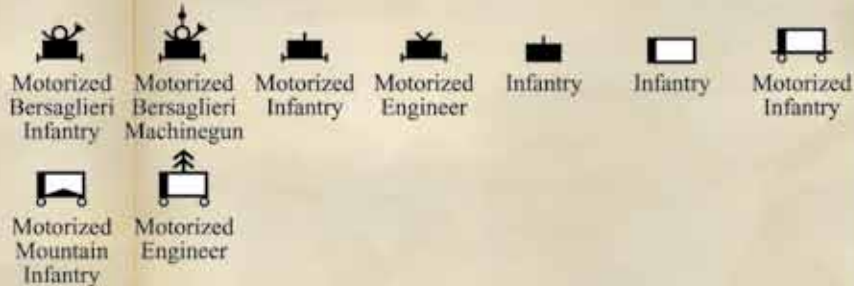 Motorized Bersaglieri Infantry
Motorized Bersaglieri Machinegun
Motorized Infantry
Motorized Engineer
Infantry
Infantry
Motorized Infantry
Motorized Mountain Infantry
Motorized Engineer